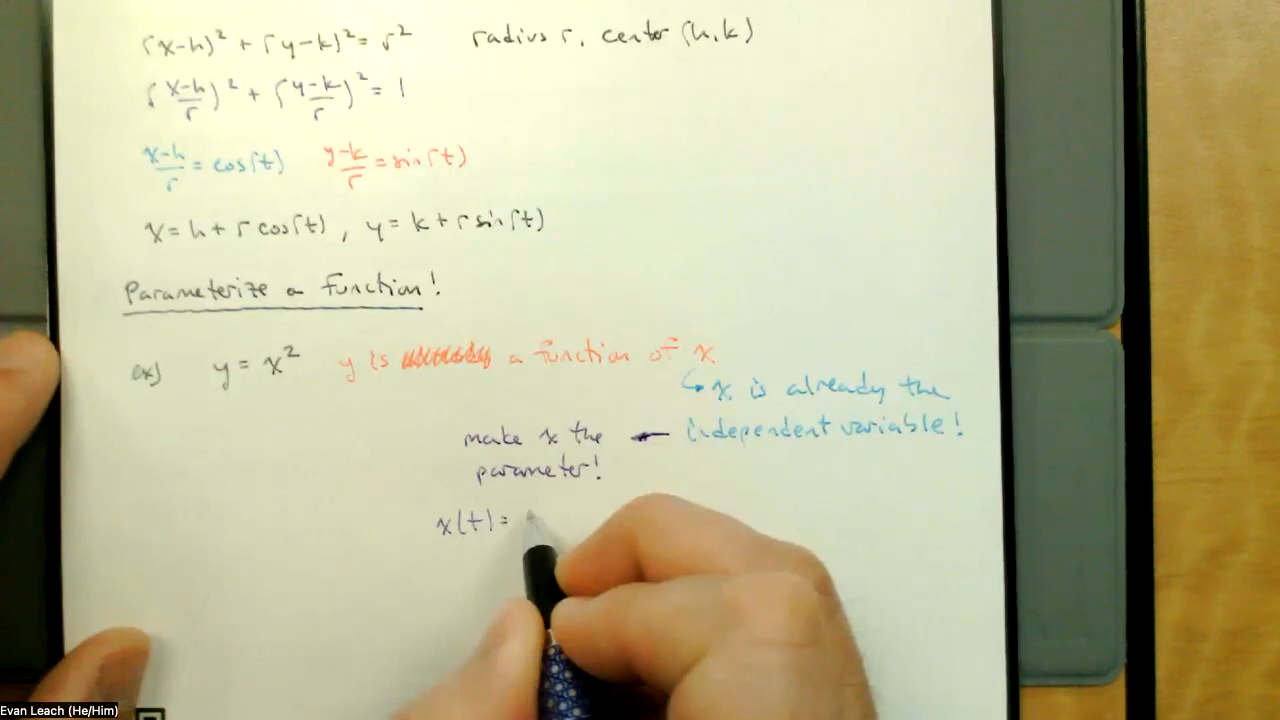 (x-h)² + (y-k)² = r² radius r, center (h,k)
(x-h/r)² + (y-k/r)² = 1
x-h/r = cos(t) y-k/r = sin(t)
x = h + r cos(t), y = k + r sin(t)
Parameterize a function!
ex) y = x² y is a function of x
↳ x is already the
independent variable!
make x the ←
parameter!
x(t) =
Evan Leach (He/Him)